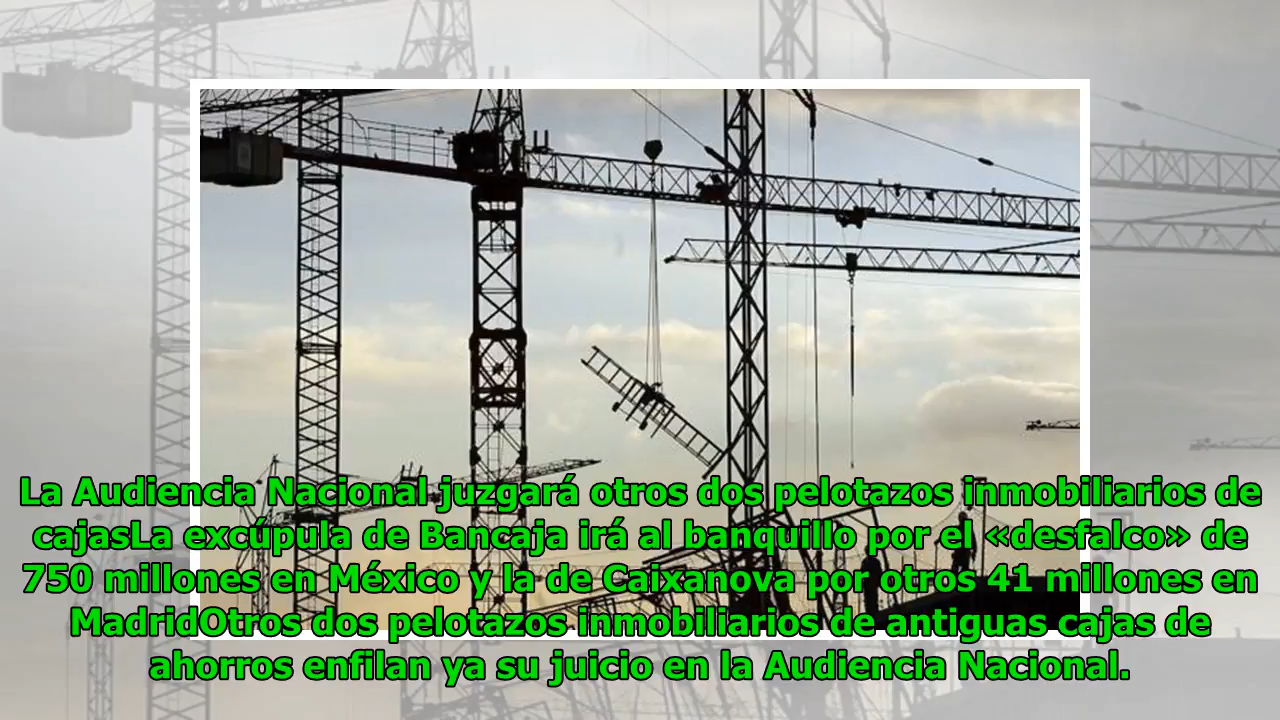 La Audiencia Nacional juzgará otros dos pelotazos inmobiliarios de
cajasLa excúpula de Bancaja irá al banquillo por el «desfalco» de
750 millones en México y la de Caixanova por otros 41 millones en
MadridOtros dos pelotazos inmobiliarios de antiguas cajas de
ahorros enfilan ya su juicio en la Audiencia Nacional.